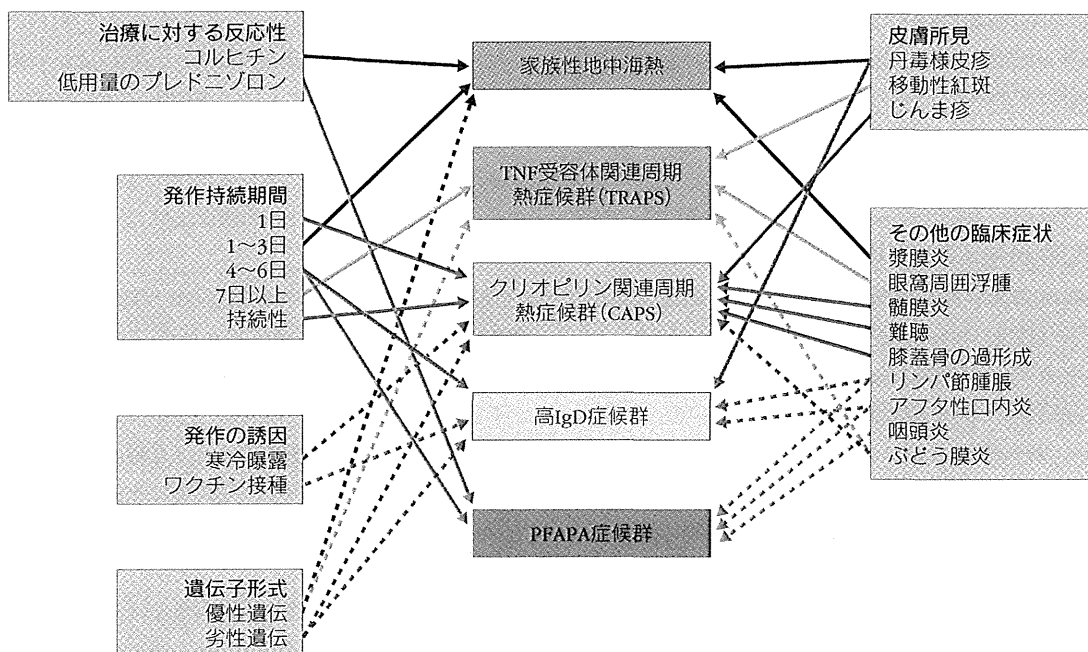 治療に対する反応性
コルヒチン
低用量のプレドニゾロン
発作持続期間
1日
1〜3日
4〜6日
7日以上
持続性
発作の誘因
寒冷曝露
ワクチン接種
遺伝子形式
優性遺伝
劣性遺伝
家族性地中海熱
TNF受容体関連周期
熱症候群(TRAPS)
クリオピリン関連周期
熱症候群(CAPS)
高IgD症候群
PFAPA症候群
皮膚所見
丹毒様皮疹
移動性紅斑
じんま疹
その他の臨床症状
漿膜炎
眼窩周囲浮腫
髄膜炎
難聴
膝蓋骨の過形成
リンパ節腫脹
アフタ性口内炎
咽頭炎
ぶどう膜炎